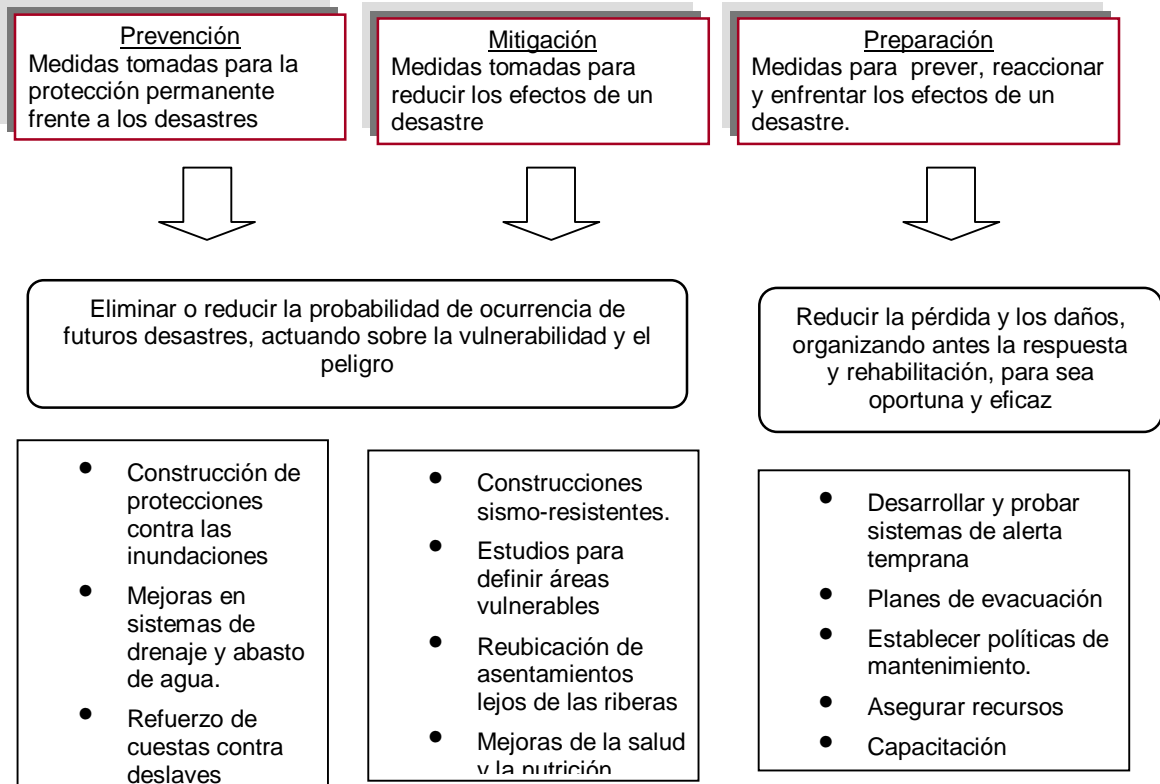 Prevención
Medidas tomadas para la
protección permanente
frente a los desastres
Mitigación
Medidas tomadas para
reducir los efectos de un
desastre
Preparación
Medidas para prever, reaccionar
y enfrentar los efectos de un
desastre.
Eliminar o reducir la probabilidad de ocurrencia de
futuros desastres, actuando sobre la vulnerabilidad y el
peligro
Reducir la pérdida y los daños,
organizando antes la respuesta
y rehabilitación, para sea
oportuna y eficaz
• Construcción de
protecciones
contra las
inundaciones
• Mejoras en
sistemas de
drenaje y abasto
de agua.
• Refuerzo de
cuestas contra
deslaves
• Construcciones
sismo-resistentes.
• Estudios para
definir áreas
vulnerables
• Reubicación de
asentamientos
lejos de las riberas
• Mejoras de la salud
y la nutrición
• Desarrollar y probar
sistemas de alerta
temprana
• Planes de evacuación
• Establecer políticas de
mantenimiento.
• Asegurar recursos
• Capacitación